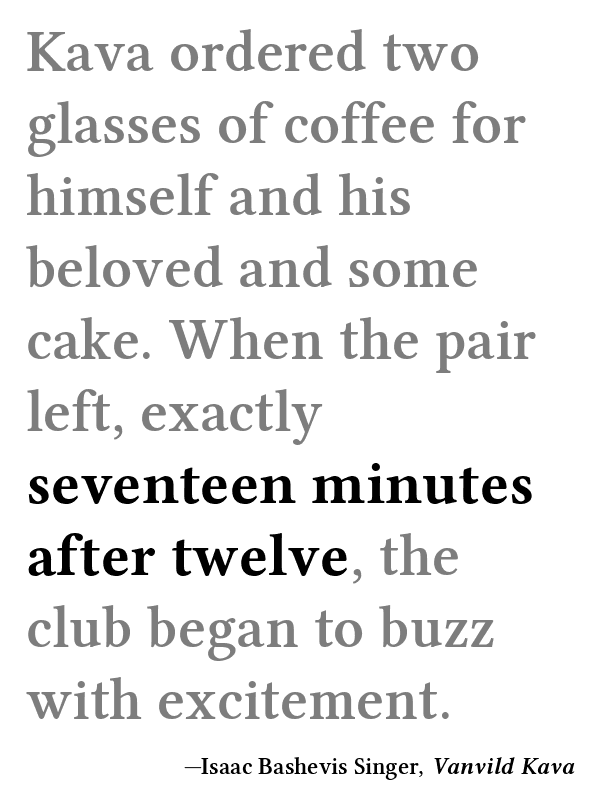 Kava ordered two
glasses of coffee for
himself and his
beloved and some
cake. When the pair
left, exactly
seventeen minutes
after twelve, the
club began to buzz
with excitement.
—Isaac Bashevis Singer, Vanvild Kava